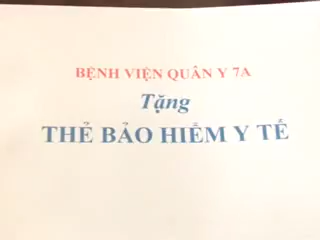 BỆNH VIỆN QUÂN Y 7A
Tặng
THẺ BẢO HIỂM Y TẾ